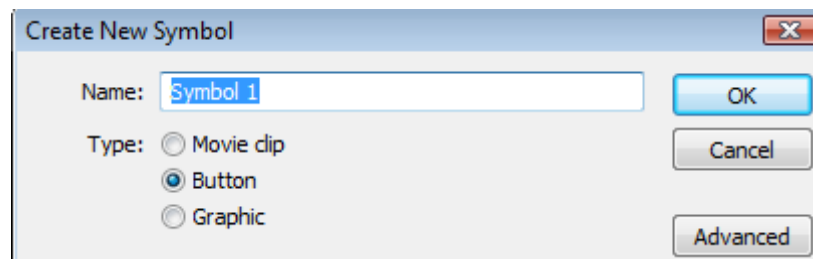 Create New Symbol
Name: Symbol 1 OK
Type: Movie clip Cancel
Button
Graphic
Advanced